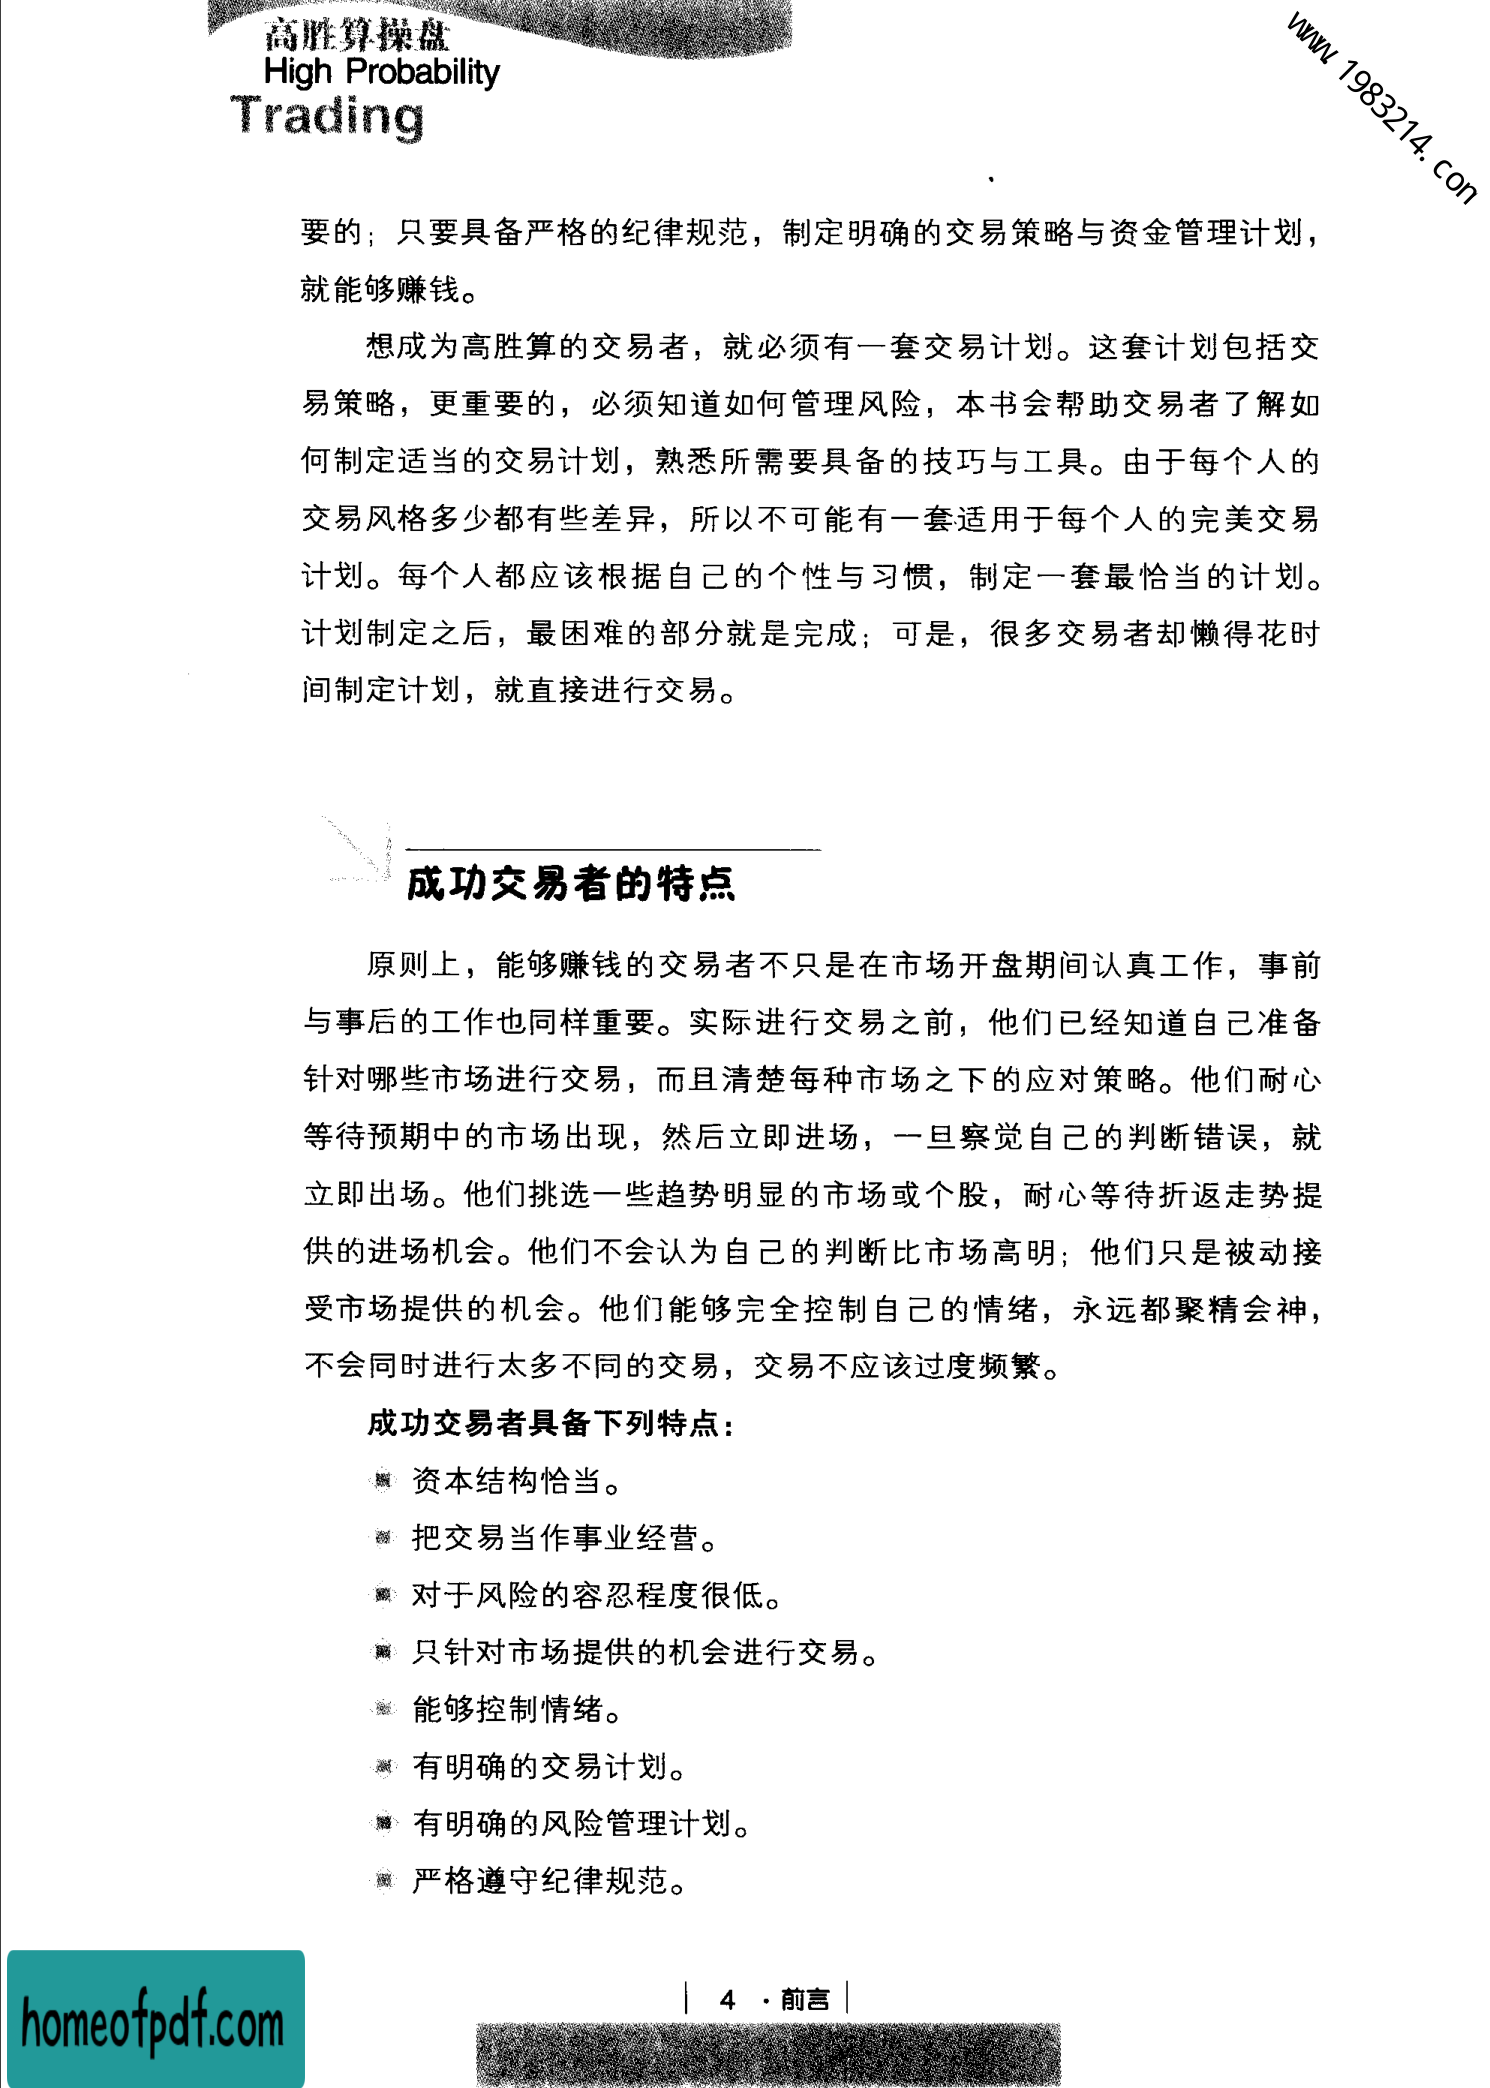 高胜算操盘
High Probability
Trading
www.1983214.con
要的；只要具备严格的纪律规范，制定明确的交易策略与资金管理计划，
就能够赚钱。
想成为高胜算的交易者，就必须有一套交易计划。这套计划包括交
易策略，更重要的，必须知道如何管理风险，本书会帮助交易者了解如
何制定适当的交易计划，熟悉所需要具备的技巧与工具。由于每个人的
交易风格多少都有些差异，所以不可能有一套适用于每个人的完美交易
计划。每个人都应该根据自己的个性与习惯，制定一套最恰当的计划。
计划制定之后，最困难的部分就是完成；可是，很多交易者却懒得花时
间制定计划，就直接进行交易。
成功交易者的特点
原则上，能够赚钱的交易者不只是在市场开盘期间认真工作，事前
与事后的工作也同样重要。实际进行交易之前，他们已经知道自己准备
针对哪些市场进行交易，而且清楚每种市场之下的应对策略。他们耐心
等待预期中的市场出现，然后立即进场，一旦察觉自己的判断错误，就
立即出场。他们挑选一些趋势明显的市场或个股，耐心等待折返走势提
供的进场机会。他们不会认为自己的判断比市场高明；他们只是被动接
受市场提供的机会。他们能够完全控制自己的情绪，永远都聚精会神，
不会同时进行太多不同的交易，交易不应该过度频繁。
成功交易者具备下列特点：
资本结构恰当。
把交易当作事业经营。
对于风险的容忍程度很低。
只针对市场提供的机会进行交易。
能够控制情绪。
有明确的交易计划。
有明确的风险管理计划。
严格遵守纪律规范。
4 ·前言
homeofpdf.com